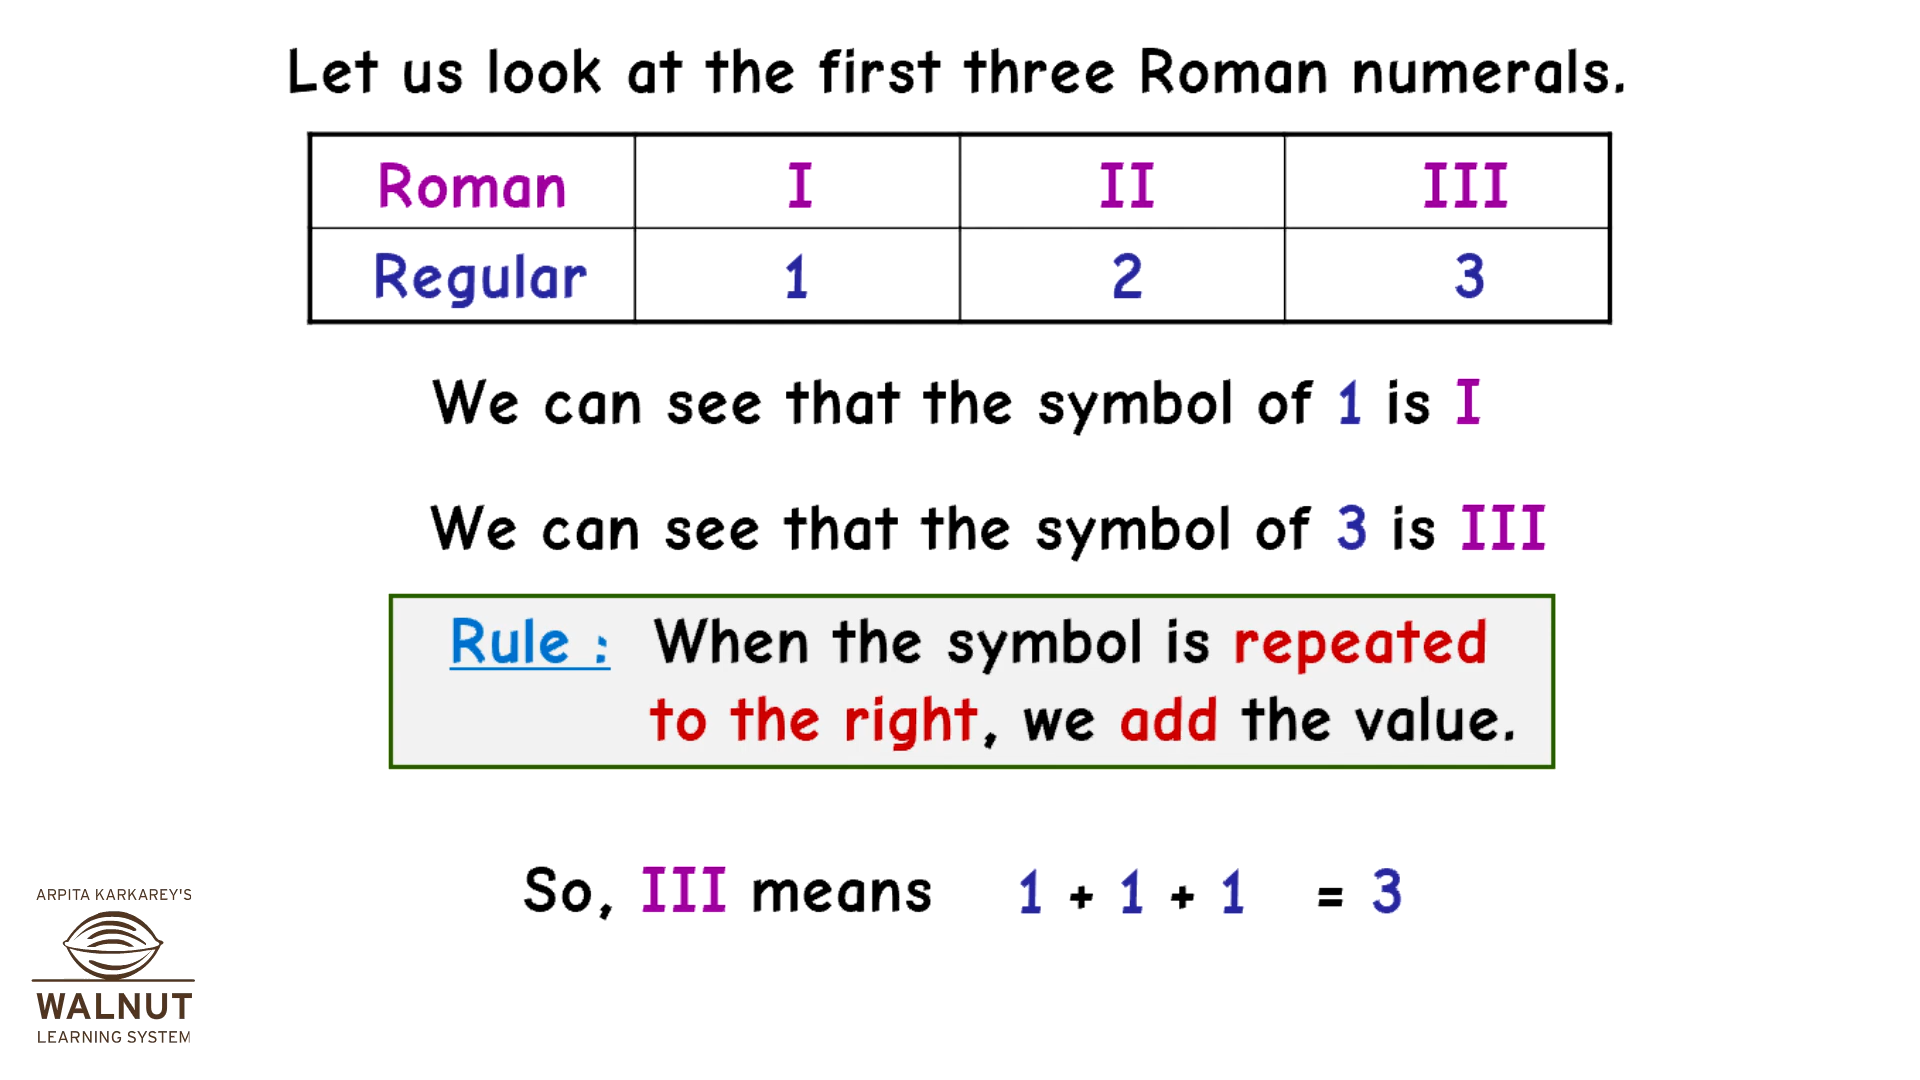 Let us look at the first three Roman numerals.
Roman I II III
Regular 1 2 3
We can see that the symbol of 1 is I
We can see that the symbol of 3 is III
Rule : When the symbol is repeated
to the right, we add the value.
So, III means 1 + 1 + 1 = 3
ARPITA KARKAREY'S
WALNUT
LEARNING SYSTEM